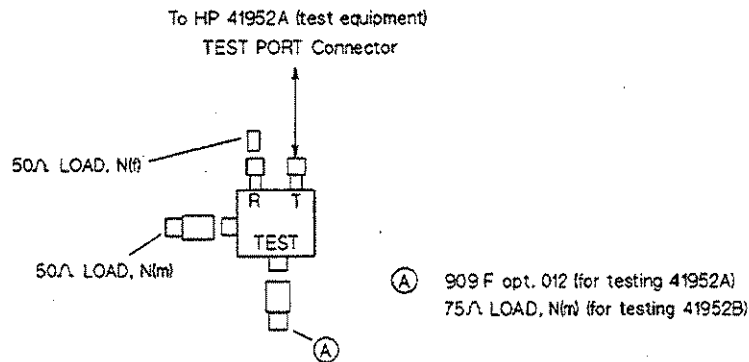 To HP 41952A (test equipment)
TEST PORT Connector
50Ω LOAD, N(f)
R T
TEST
50Ω LOAD, N(m)
A 909 F opt. 012 (for testing 41952A)
75Ω LOAD, N(m) (for testing 41952B)
A